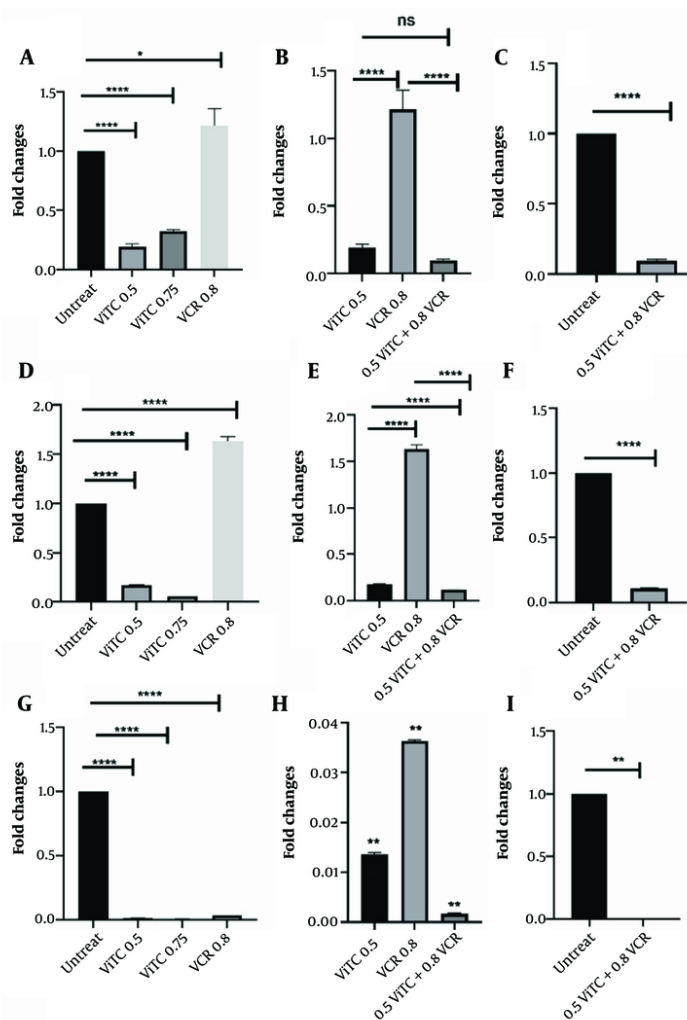 A
*
****
****
Fold changes
1.5
1.0
0.5
0.0
Untreat
ViTC 0.5
ViTC 0.75
VCR 0.8
B
ns
****
****
Fold changes
1.5
1.0
0.5
0.0
ViTC 0.5
VCR 0.8
0.5 ViTC + 0.8 VCR
C
****
Fold changes
1.5
1.0
0.5
0.0
Untreat
0.5 ViTC + 0.8 VCR
D
****
****
****
Fold changes
2.0
1.5
1.0
0.5
0.0
Untreat
ViTC 0.5
ViTC 0.75
VCR 0.8
E
****
****
****
Fold changes
2.0
1.5
1.0
0.5
0.0
ViTC 0.5
VCR 0.8
0.5 ViTC + 0.8 VCR
F
****
Fold changes
1.5
1.0
0.5
0.0
Untreat
0.5 ViTC + 0.8 VCR
G
****
****
****
Fold changes
1.5
1.0
0.5
0.0
Untreat
ViTC 0.5
ViTC 0.75
VCR 0.8
H
**
**
**
Fold changes
0.04
0.03
0.02
0.01
0.00
ViTC 0.5
VCR 0.8
0.5 ViTC + 0.8 VCR
I
**
Fold changes
1.5
1.0
0.5
0.0
Untreat
0.5 ViTC + 0.8 VCR